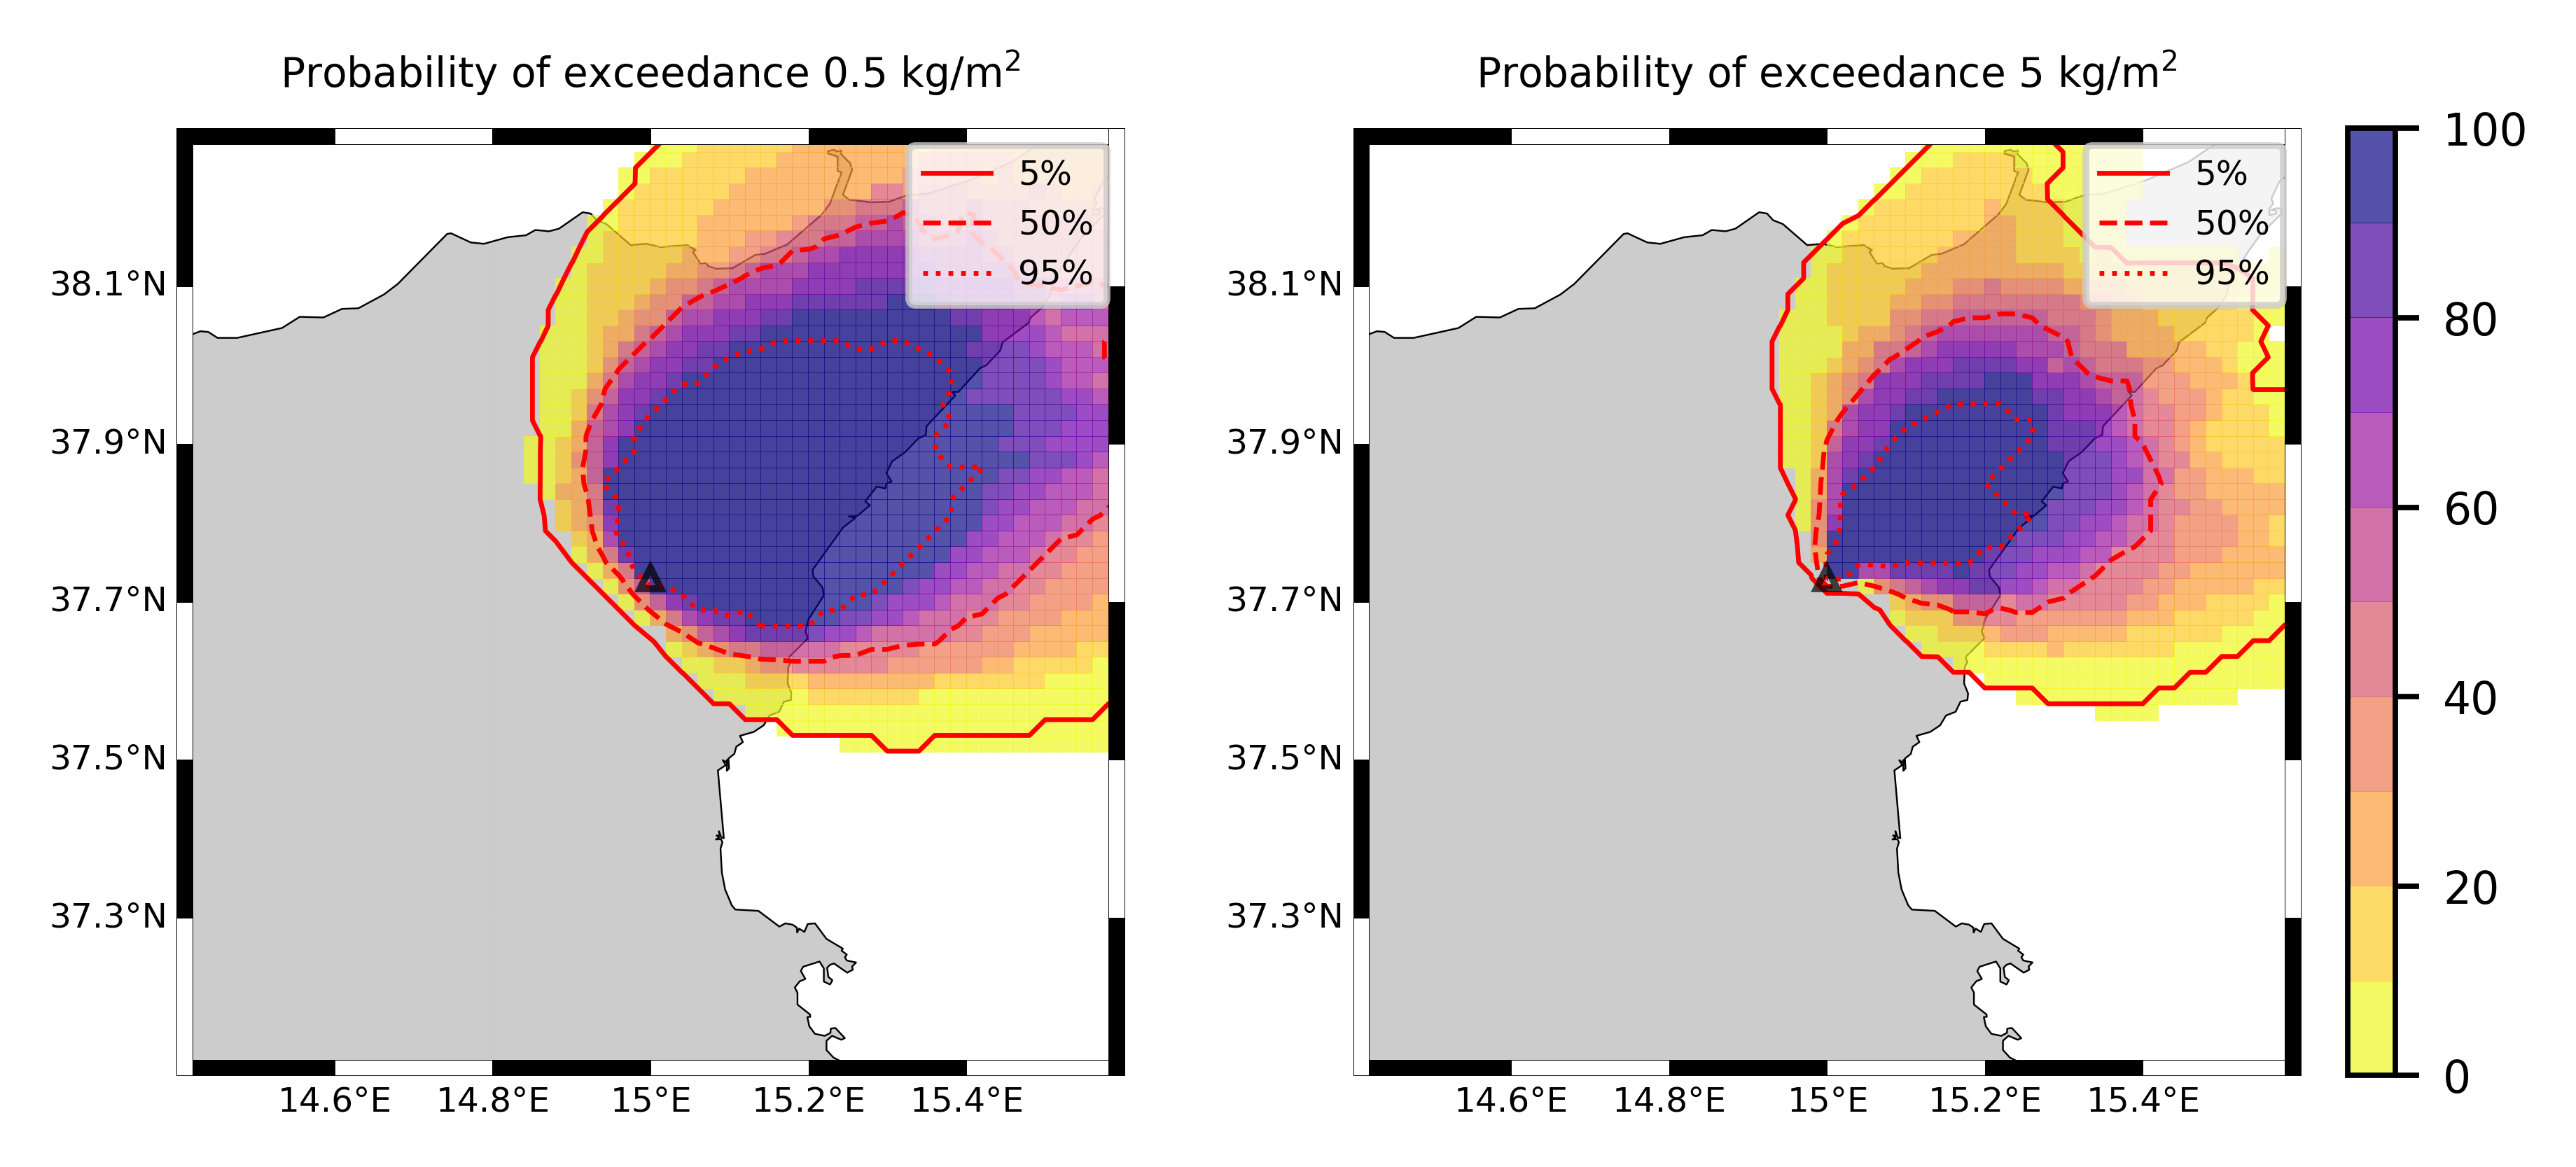 Probability of exceedance 0.5 kg/m²
5%
50%
95%
38.1°N
37.9°N
37.7°N
37.5°N
37.3°N
14.6°E 14.8°E 15°E 15.2°E 15.4°E
Probability of exceedance 5 kg/m²
5%
50%
95%
38.1°N
37.9°N
37.7°N
37.5°N
37.3°N
14.6°E 14.8°E 15°E 15.2°E 15.4°E
100
80
60
40
20
0